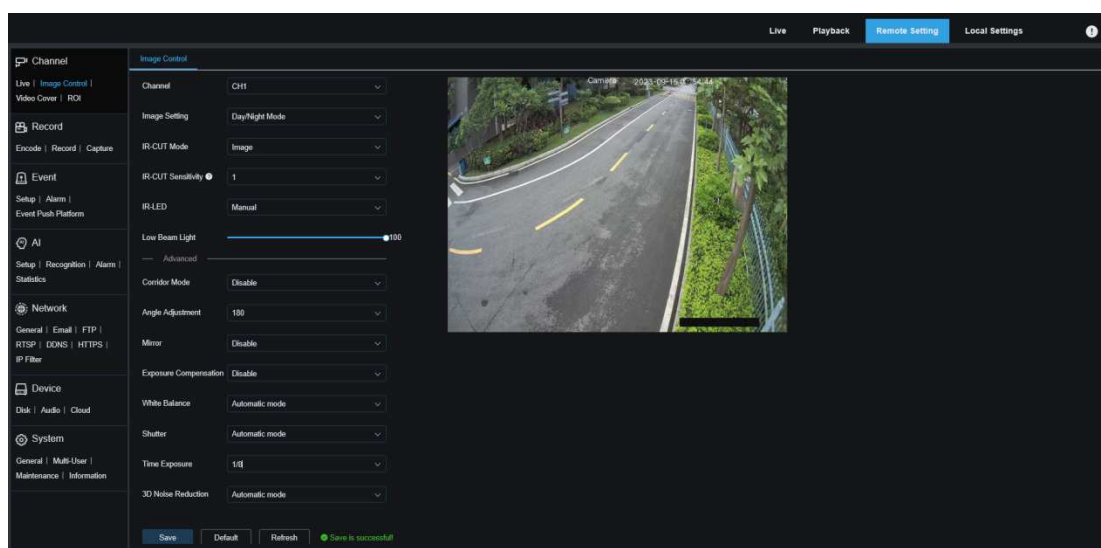 Live Playback Remote Setting Local Settings
Channel
Live | Image Control |
Video Cover | ROI
Record
Encode | Record | Capture
Event
Setup | Alarm |
Event Push Platform
AI
Setup | Recognition | Alarm |
Statistics
Network
General | Email | FTP |
RTSP | DDNS | HTTPS |
IP Filter
Device
Disk | Audio | Cloud
System
General | Multi-User |
Maintenance | Information
Image Control
Channel CH1
Image Setting Day/Night Mode
IR-CUT Mode Image
IR-CUT Sensitivity 1
IR-LED Manual
Low Beam Light 100
Advanced
Corridor Mode Disable
Angle Adjustment 180
Mirror Disable
Exposure Compensation Disable
White Balance Automatic mode
Shutter Automatic mode
Time Exposure 1/8
3D Noise Reduction Automatic mode
Save Default Refresh Save is successful!
Camera